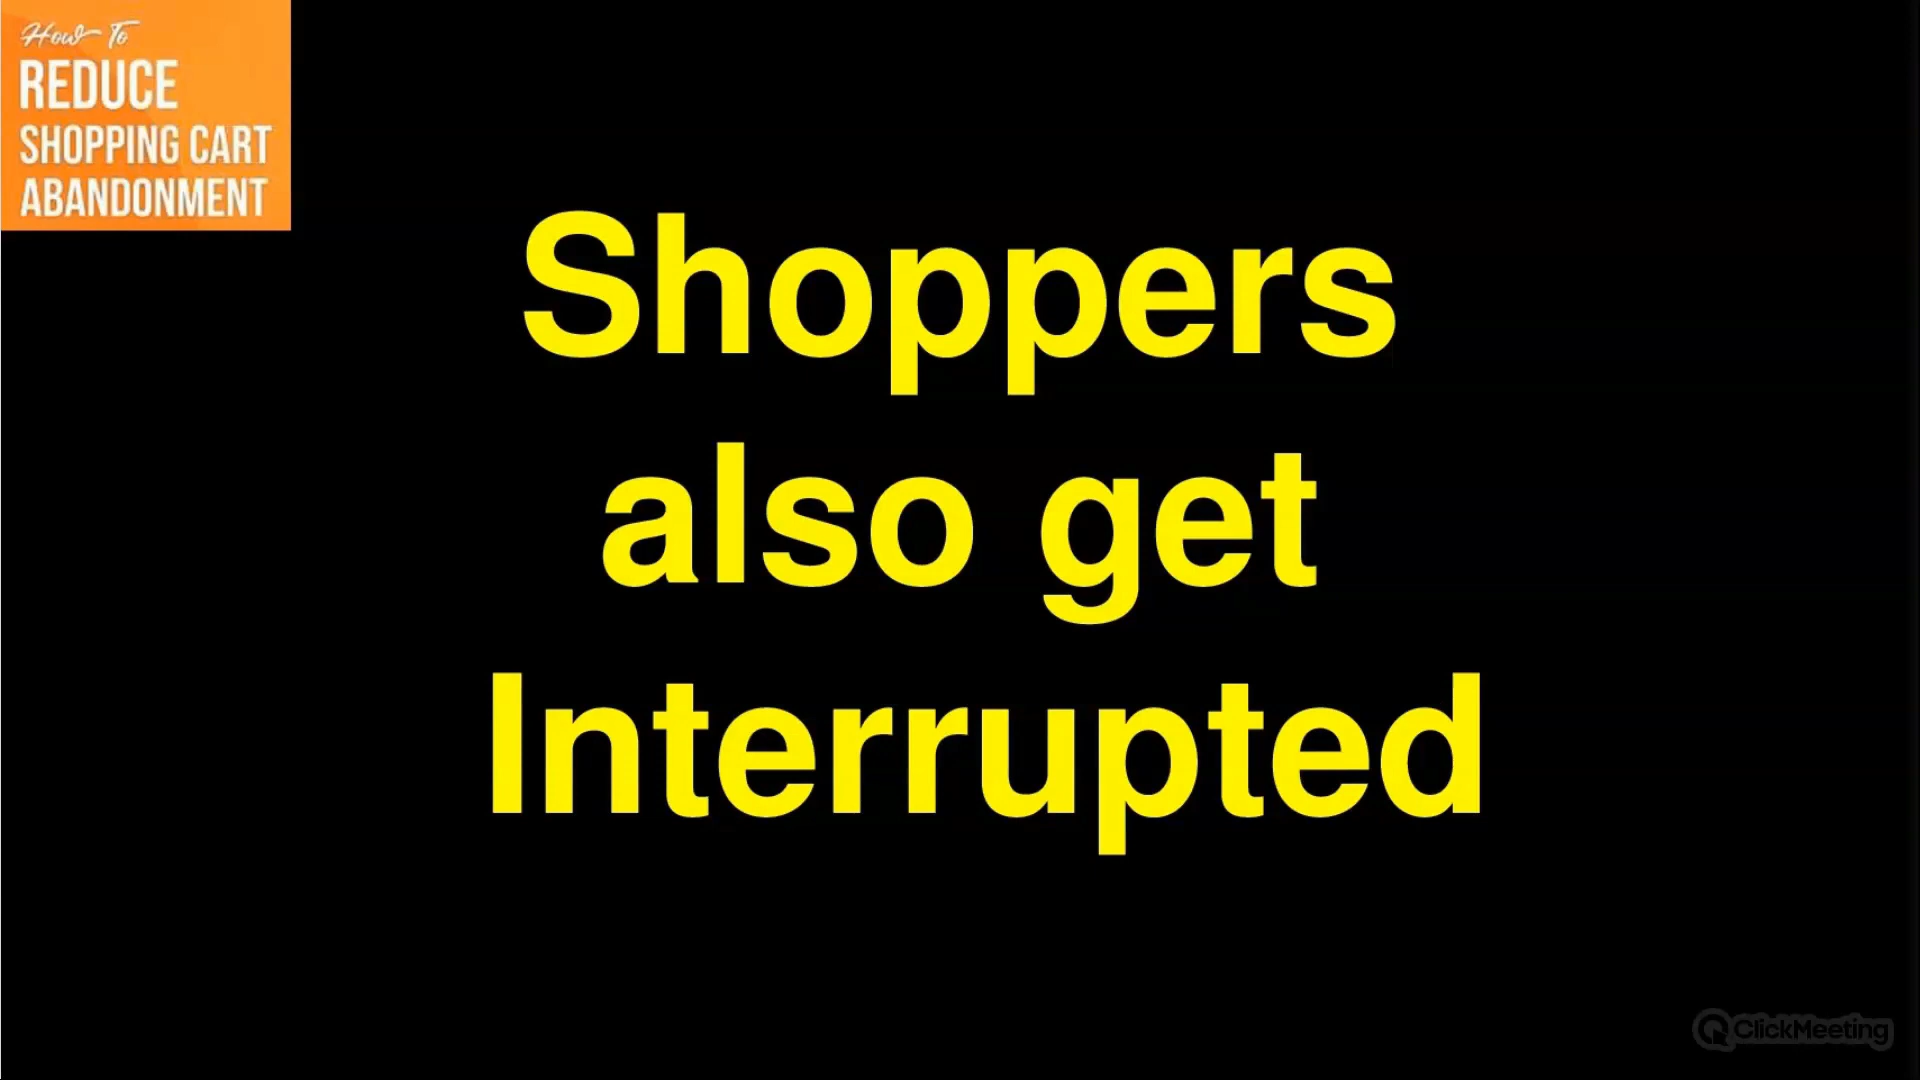 How To
REDUCE
SHOPPING CART
ABANDONMENT
Shoppers
also get
Interrupted
ClickMeeting